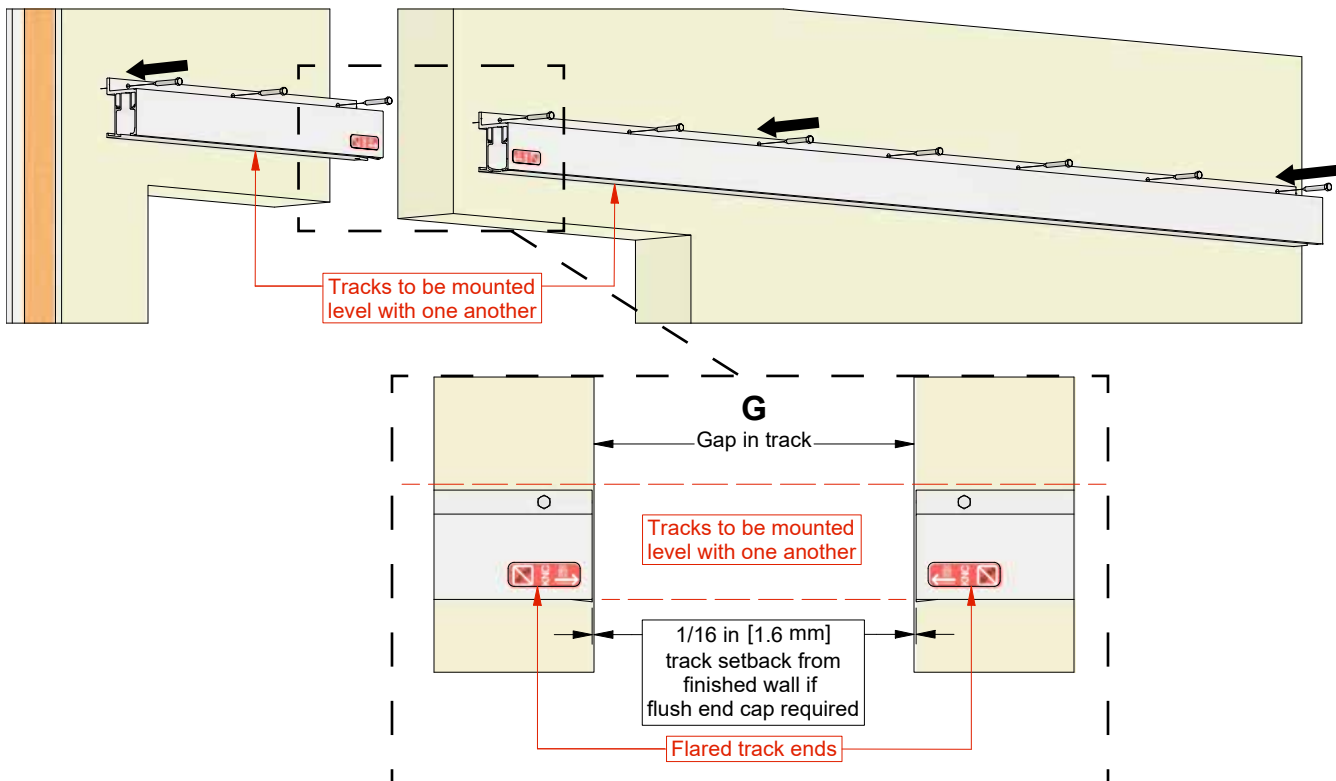 Tracks to be mounted
level with one another
G
Gap in track
Tracks to be mounted
level with one another
1/16 in [1.6 mm]
track setback from
finished wall if
flush end cap required
Flared track ends